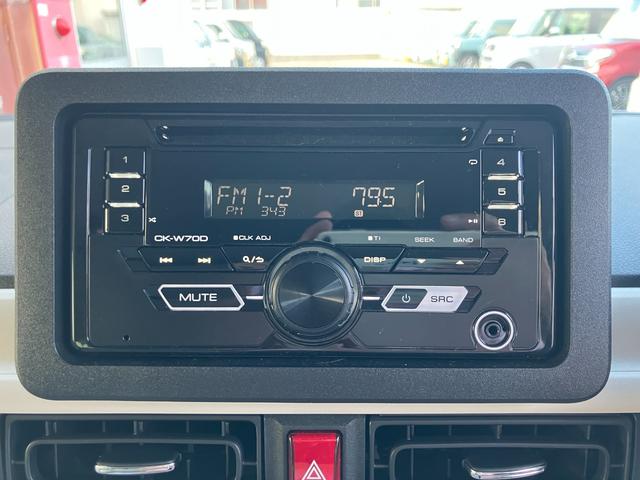 1
4
FM1-2 79.5
2
5
PM 3:43 ST
3
6
CK-W70D CLK ADJ TI SEEK BAND
DISP
MUTE
SRC